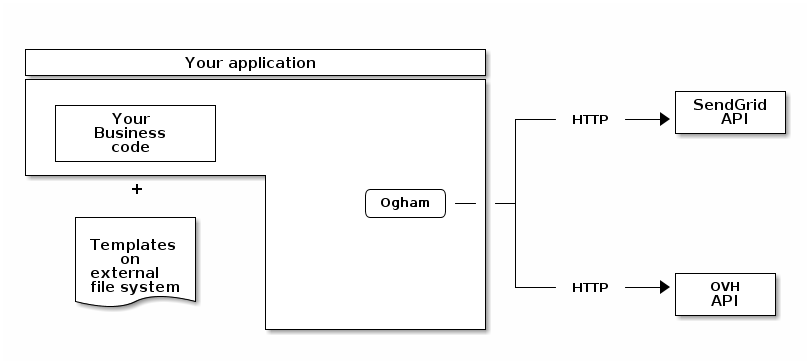 Your application
Your
Business
code
+
Templates
on
external
file system
Ogham
HTTP
SendGrid
API
HTTP
OVH
API